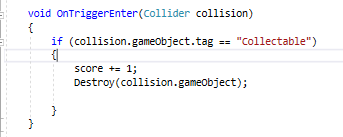 void OnTriggerEnter(Collider collision)
{
    if (collision.gameObject.tag == "Collectable")
    {
        score += 1;
        Destroy(collision.gameObject);

    }
}